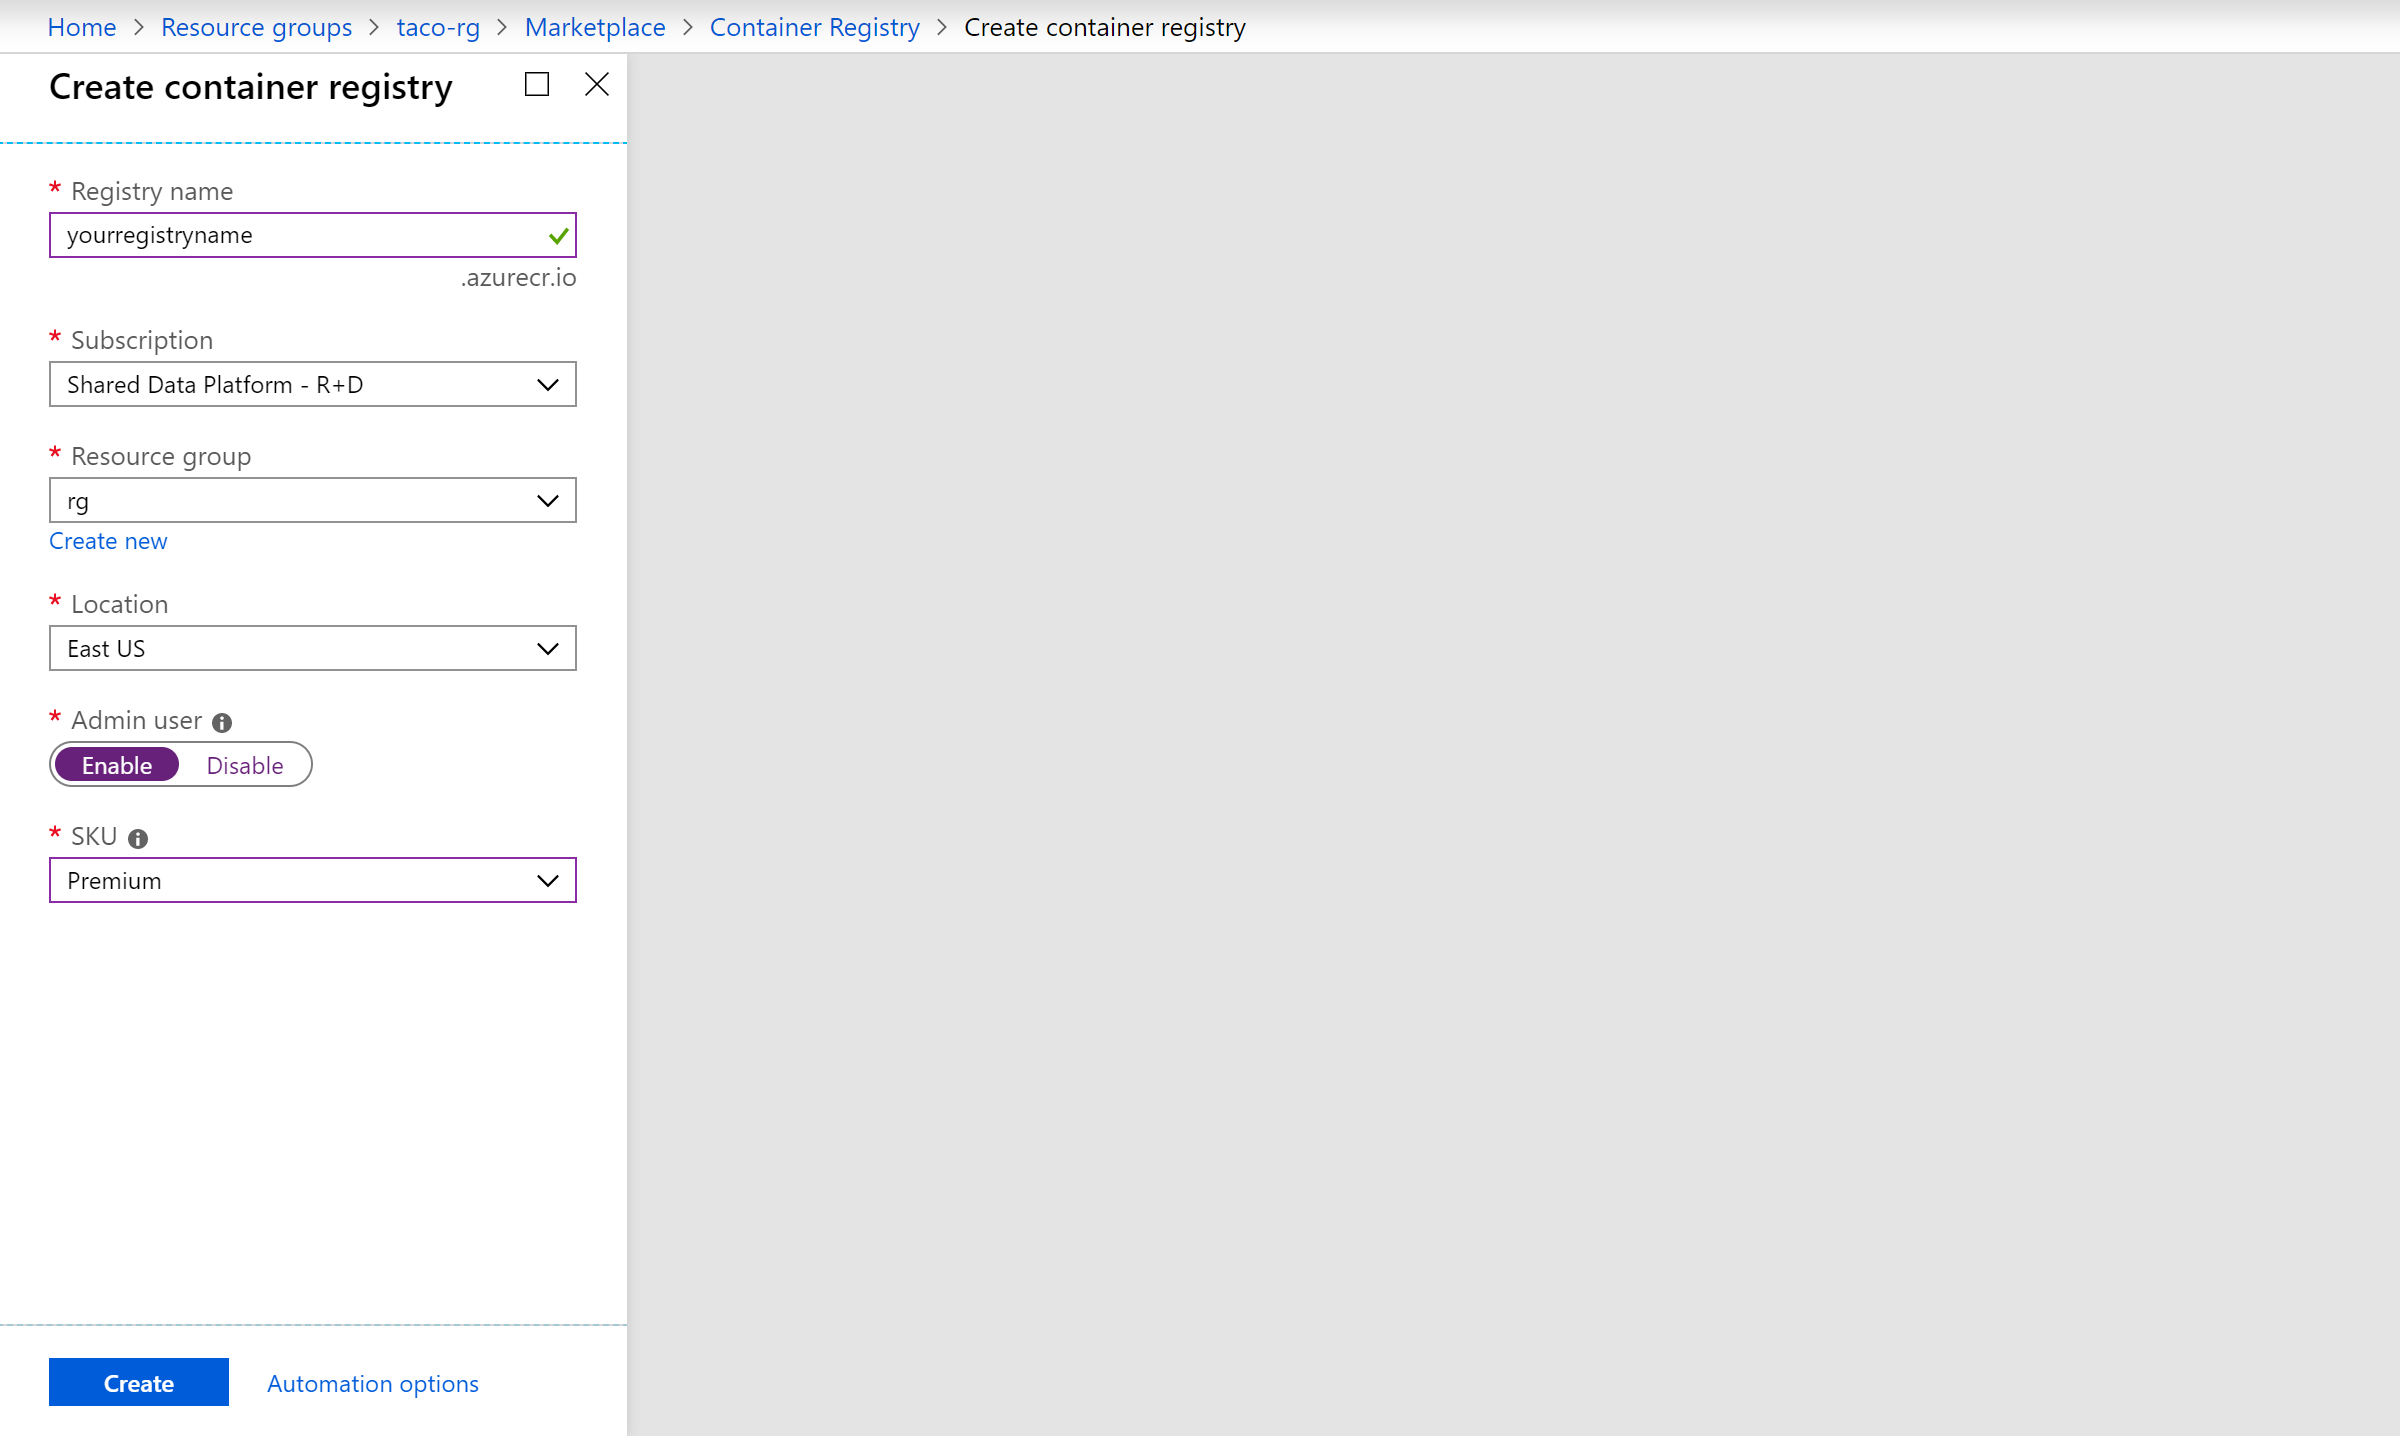 Home > Resource groups > taco-rg > Marketplace > Container Registry > Create container registry
Create container registry
* Registry name
yourregistryname
.azurecr.io
* Subscription
Shared Data Platform - R+D
* Resource group
rg
Create new
* Location
East US
* Admin user
Enable Disable
* SKU
Premium
Create Automation options